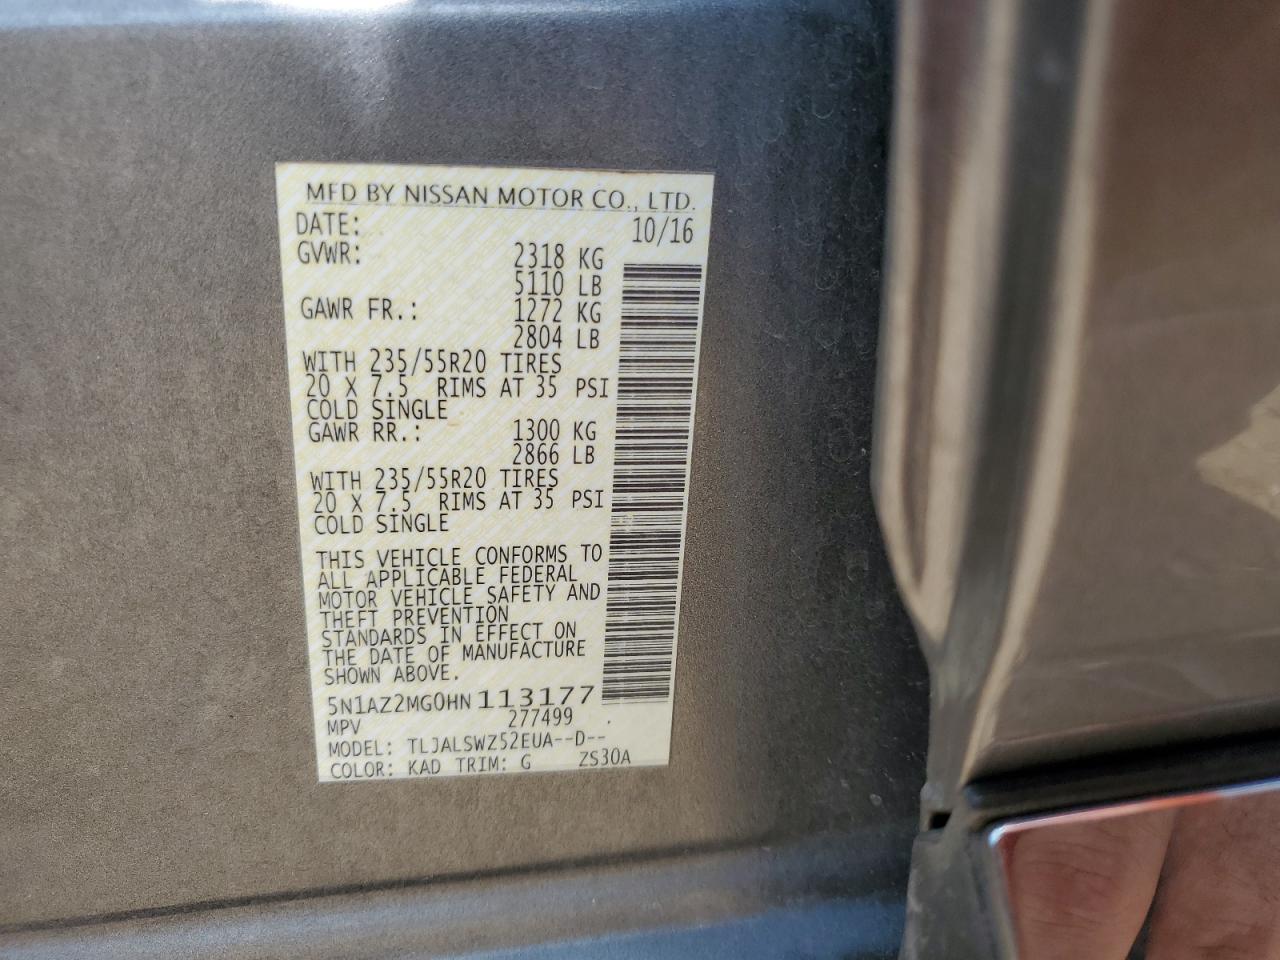 MFD BY NISSAN MOTOR CO., LTD.
DATE: 10/16
GVWR: 2318 KG
5110 LB
GAWR FR.: 1272 KG
2804 LB
WITH 235/55R20 TIRES
20 X 7.5 RIMS AT 35 PSI
COLD SINGLE
GAWR RR.: 1300 KG
2866 LB
WITH 235/55R20 TIRES
20 X 7.5 RIMS AT 35 PSI
COLD SINGLE
THIS VEHICLE CONFORMS TO
ALL APPLICABLE FEDERAL
MOTOR VEHICLE SAFETY AND
THEFT PREVENTION
STANDARDS IN EFFECT ON
THE DATE OF MANUFACTURE
SHOWN ABOVE.
5N1AZ2MG0HN113177
MPV 277499
MODEL: TLJALSWZ52EUA--D--
COLOR: KAD TRIM: G ZS30A